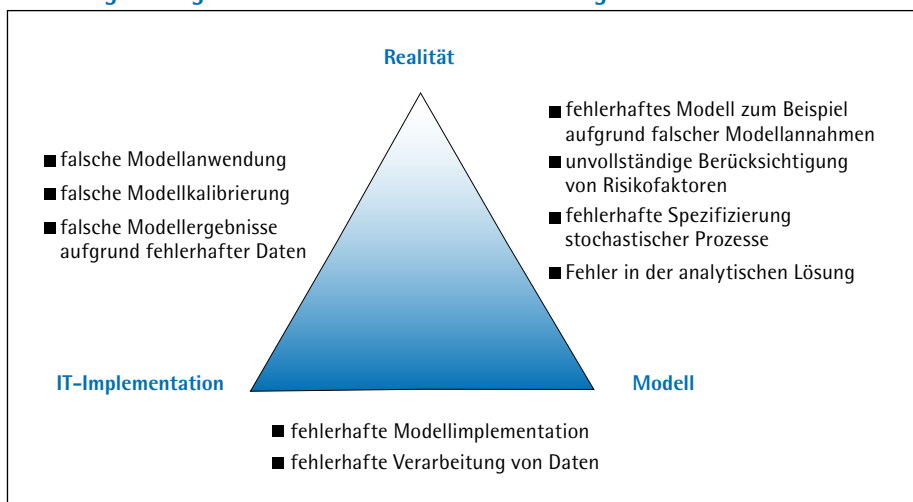 Realität
fehlerhaftes Modell zum Beispiel
aufgrund falscher Modellannahmen
unvollständige Berücksichtigung
von Risikofaktoren
fehlerhafte Spezifizierung
stochastischer Prozesse
Fehler in der analytischen Lösung
falsche Modellanwendung
falsche Modellkalibrierung
falsche Modellergebnisse
aufgrund fehlerhafter Daten
IT-Implementation
Modell
fehlerhafte Modellimplementation
fehlerhafte Verarbeitung von Daten